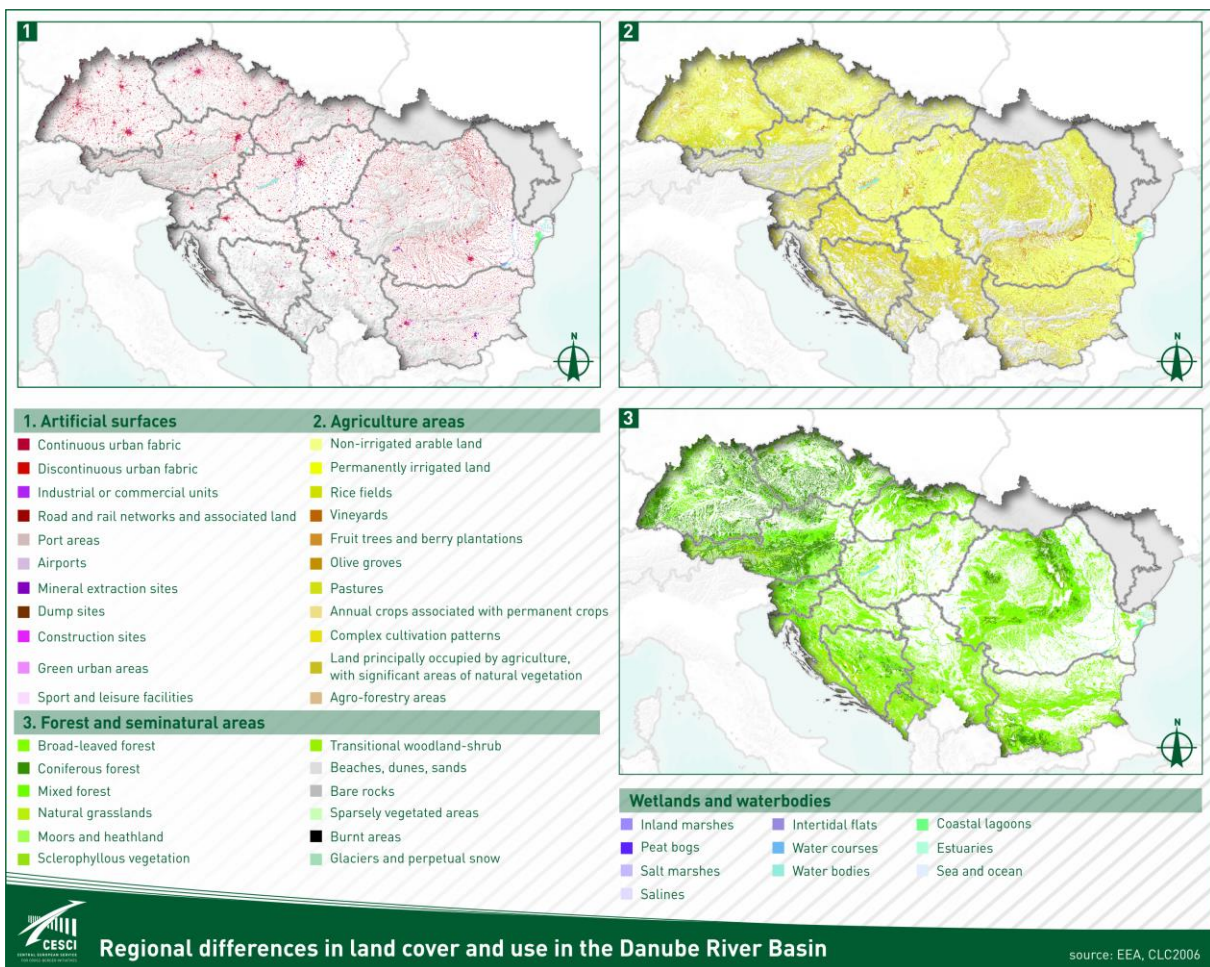 1
N
2
N
1. Artificial surfaces
Continuous urban fabric
Discontinuous urban fabric
Industrial or commercial units
Road and rail networks and associated land
Port areas
Airports
Mineral extraction sites
Dump sites
Construction sites
Green urban areas
Sport and leisure facilities
2. Agriculture areas
Non-irrigated arable land
Permanently irrigated land
Rice fields
Vineyards
Fruit trees and berry plantations
Olive groves
Pastures
Annual crops associated with permanent crops
Complex cultivation patterns
Land principally occupied by agriculture,
with significant areas of natural vegetation
Agro-forestry areas
3
N
3. Forest and seminatural areas
Broad-leaved forest
Coniferous forest
Mixed forest
Natural grasslands
Moors and heathland
Sclerophyllous vegetation
Transitional woodland-shrub
Beaches, dunes, sands
Bare rocks
Sparsely vegetated areas
Burnt areas
Glaciers and perpetual snow
Wetlands and waterbodies
Inland marshes
Peat bogs
Salt marshes
Salines
Intertidal flats
Water courses
Water bodies
Coastal lagoons
Estuaries
Sea and ocean
CESCI
CENTRAL EUROPEAN SERVICE
FOR CROSS-BORDER INITIATIVES
Regional differences in land cover and use in the Danube River Basin
source: EEA, CLC2006